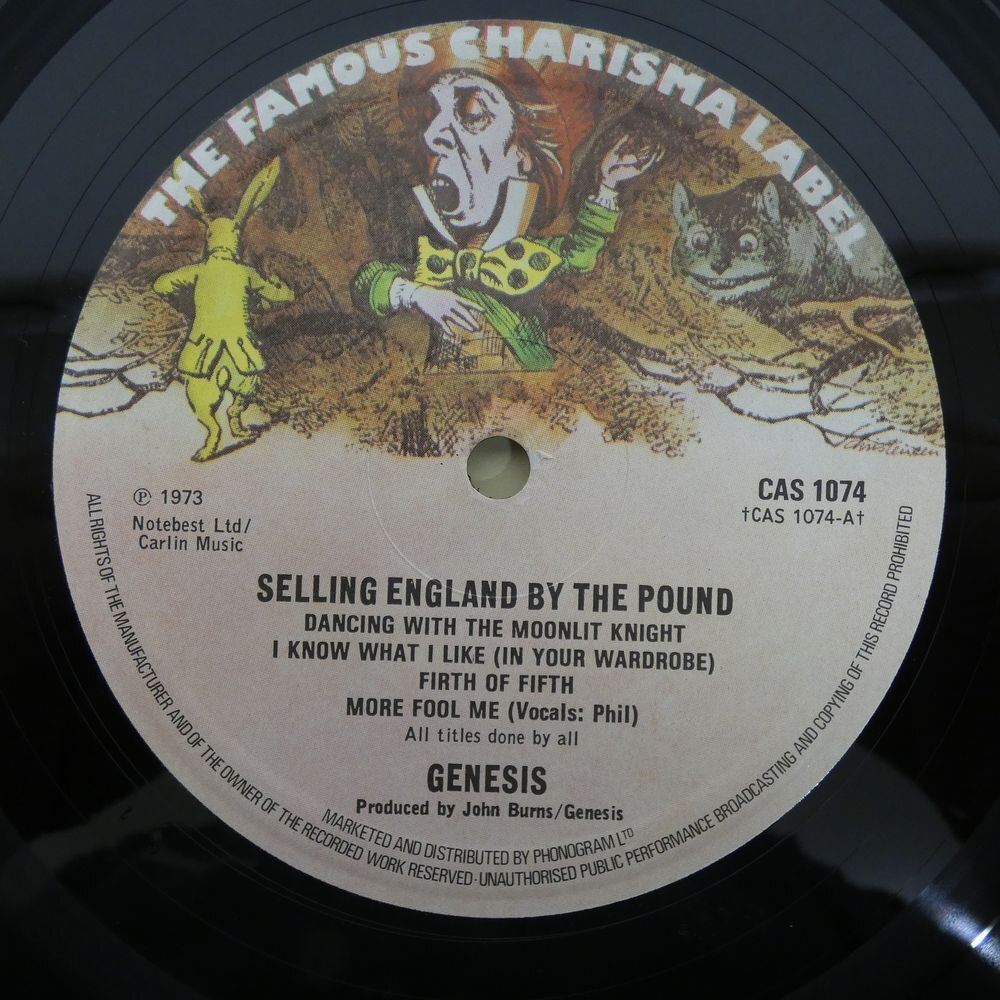 THE FAMOUS CHARISMA LABEL
Christensen
Ⓟ 1973
Notebest Ltd/
Carlin Music
CAS 1074
†CAS 1074-A†
SELLING ENGLAND BY THE POUND
DANCING WITH THE MOONLIT KNIGHT
I KNOW WHAT I LIKE (IN YOUR WARDROBE)
FIRTH OF FIFTH
MORE FOOL ME (Vocals: Phil)
All titles done by all
GENESIS
Produced by John Burns/Genesis
MARKETED AND DISTRIBUTED BY PHONOGRAM LTD
ALL RIGHTS OF THE MANUFACTURER AND OF THE OWNER OF THE RECORDED WORK RESERVED·UNAUTHORISED PUBLIC PERFORMANCE BROADCASTING AND COPYING OF THIS RECORD PROHIBITED